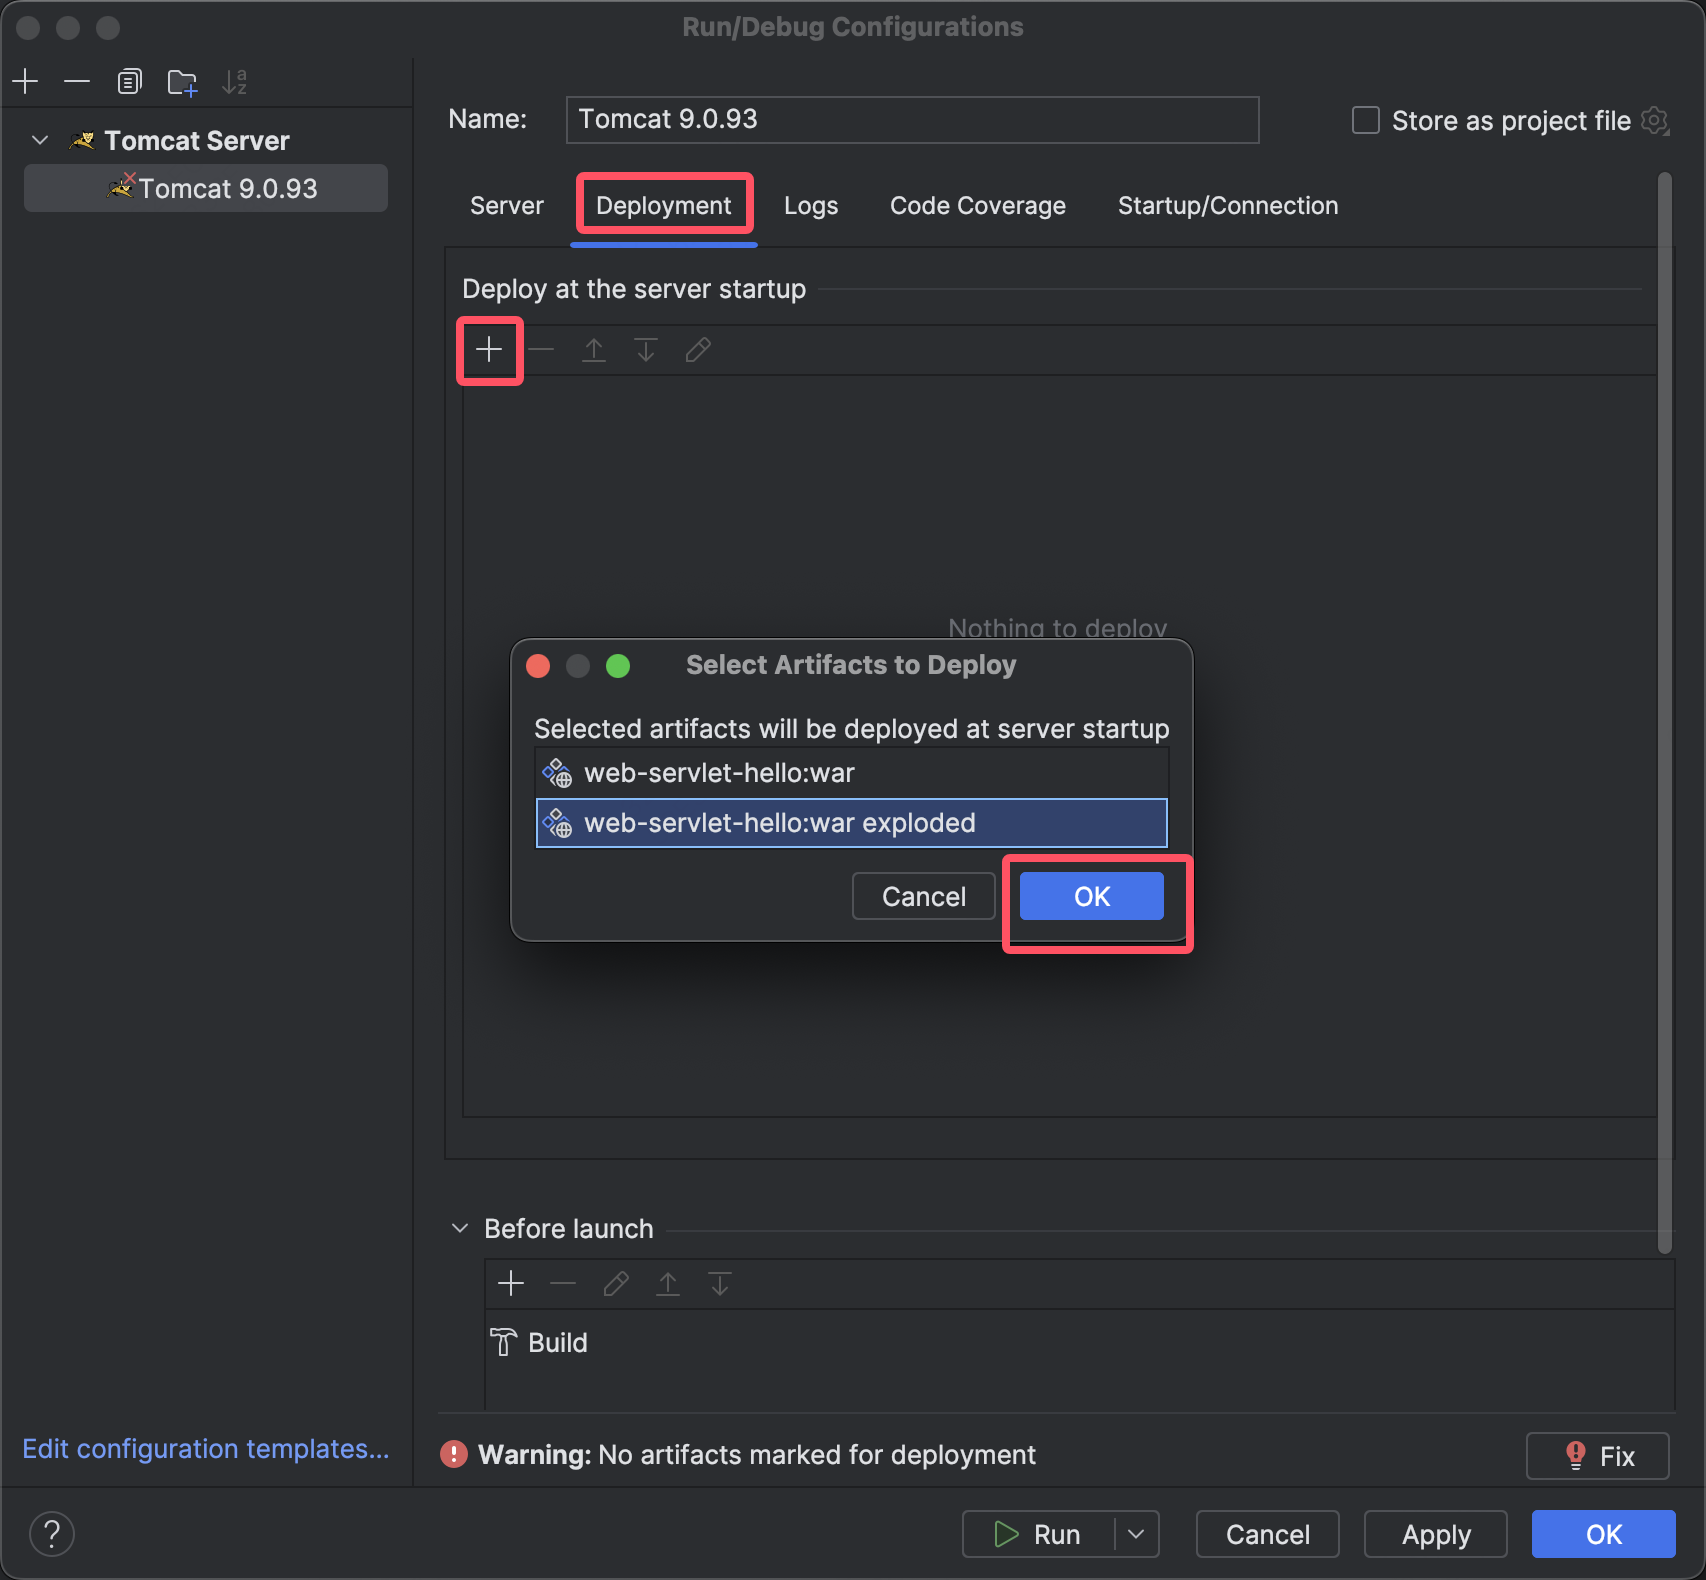 Run/Debug Configurations
Tomcat Server
Tomcat 9.0.93
Edit configuration templates...
Name:
Tomcat 9.0.93
Store as project file
Server
Deployment
Logs
Code Coverage
Startup/Connection
Deploy at the server startup
Nothing to deploy
Select Artifacts to Deploy
Selected artifacts will be deployed at server startup
web-servlet-hello:war
web-servlet-hello:war exploded
Cancel
OK
Before launch
Build
Warning: No artifacts marked for deployment
Fix
?
Run
Cancel
Apply
OK